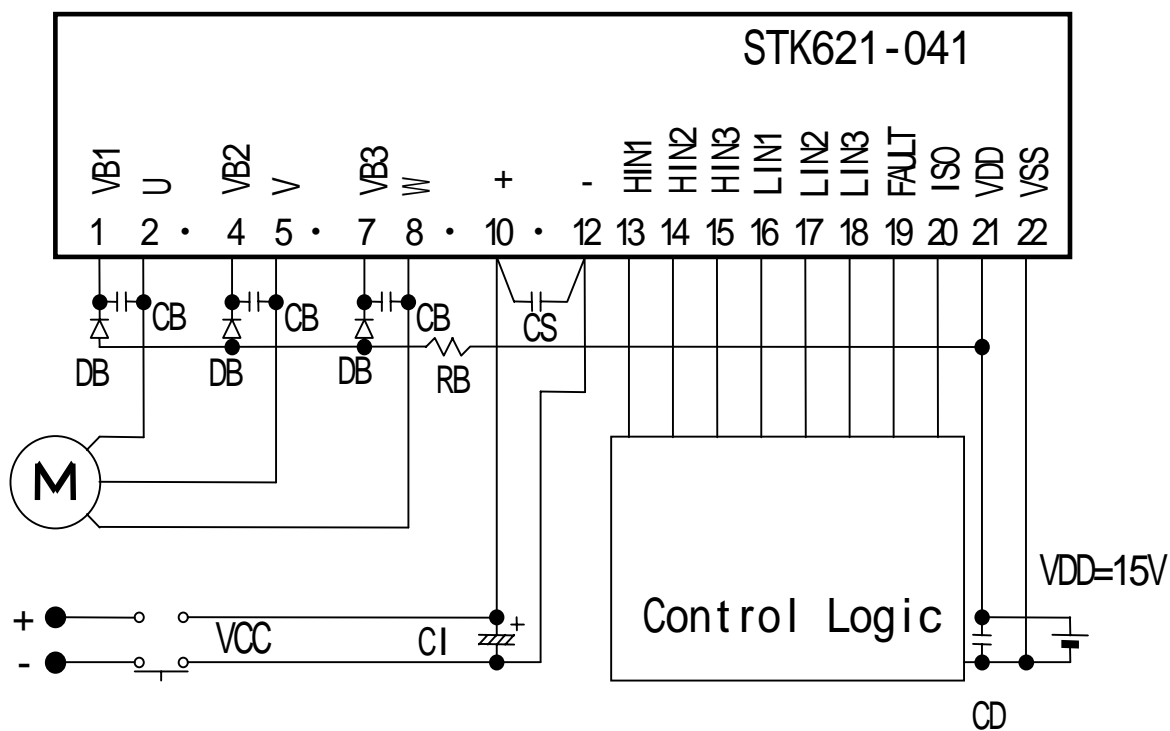 STK621-041
VB1 U VB2 V VB3 W + - HIN1 HIN2 HIN3 LIN1 LIN2 LIN3 FAULT ISO VDD VSS
1 2 · 4 5 · 7 8 · 10 · 12 13 14 15 16 17 18 19 20 21 22
CB CB CB CS
DB DB DB RB
M
VDD=15V
+ VCC CI + Control Logic
-
CD